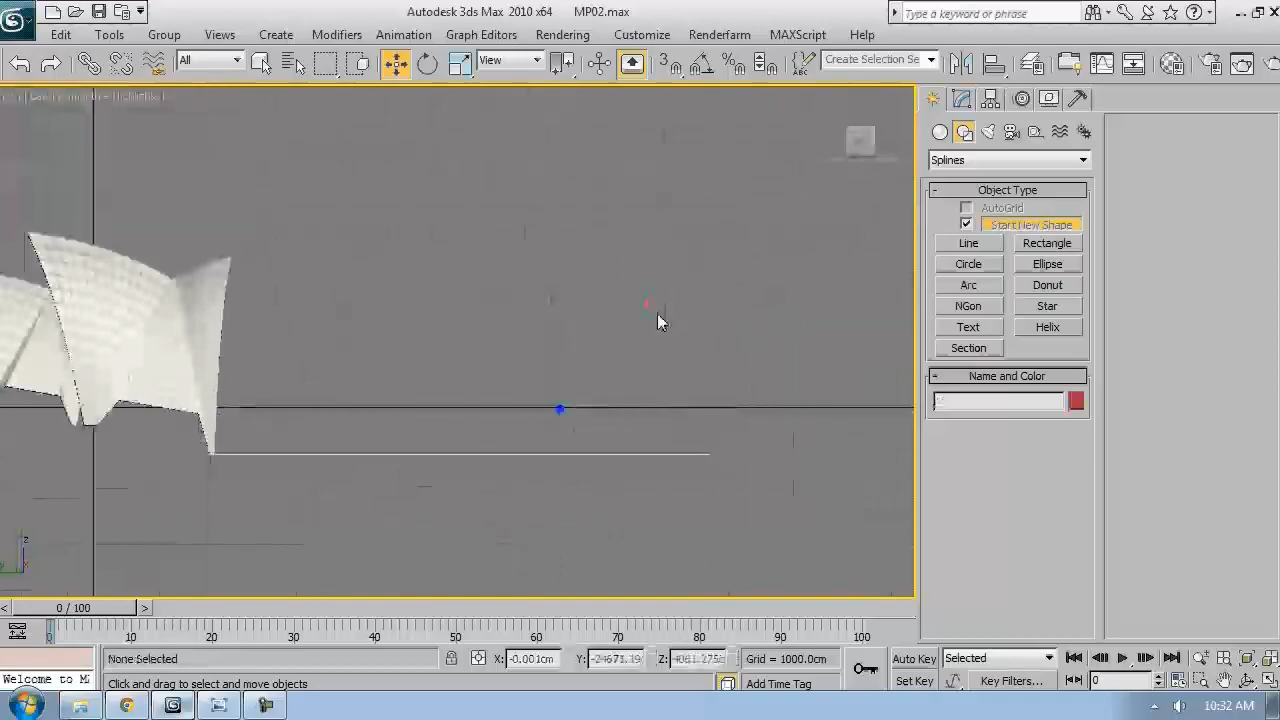 Autodesk 3ds Max 2010 x64 MP02.max
Type a keyword or phrase
Edit Tools Group Views Create Modifiers Animation Graph Editors Rendering Customize Renderfarm MAXScript Help
All View Create Selection Se
Splines
- Object Type
AutoGrid
Start New Shape
Line Rectangle
Circle Ellipse
Arc Donut
NGon Star
Text Helix
Section
- Name and Color
z
< 0 / 100 >
0 10 20 30 40 50 60 70 80 90 100
None Selected X: -0.001cm Y: Z: Grid = 1000.0cm Auto Key Selected
Welcome to M Click and drag to select and move objects Add Time Tag Set Key Key Filters... 0
10:32 AM